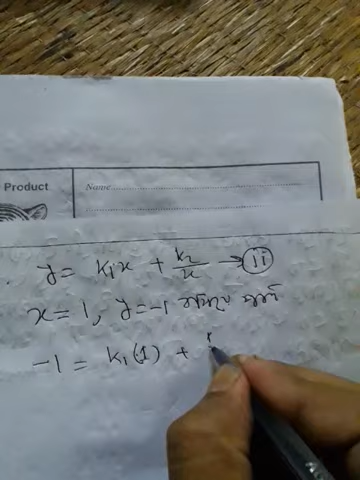 Product
Name
y = k₁x + k₂/x → (ii)
x = 1, y = -1
-1 = k₁(1) +